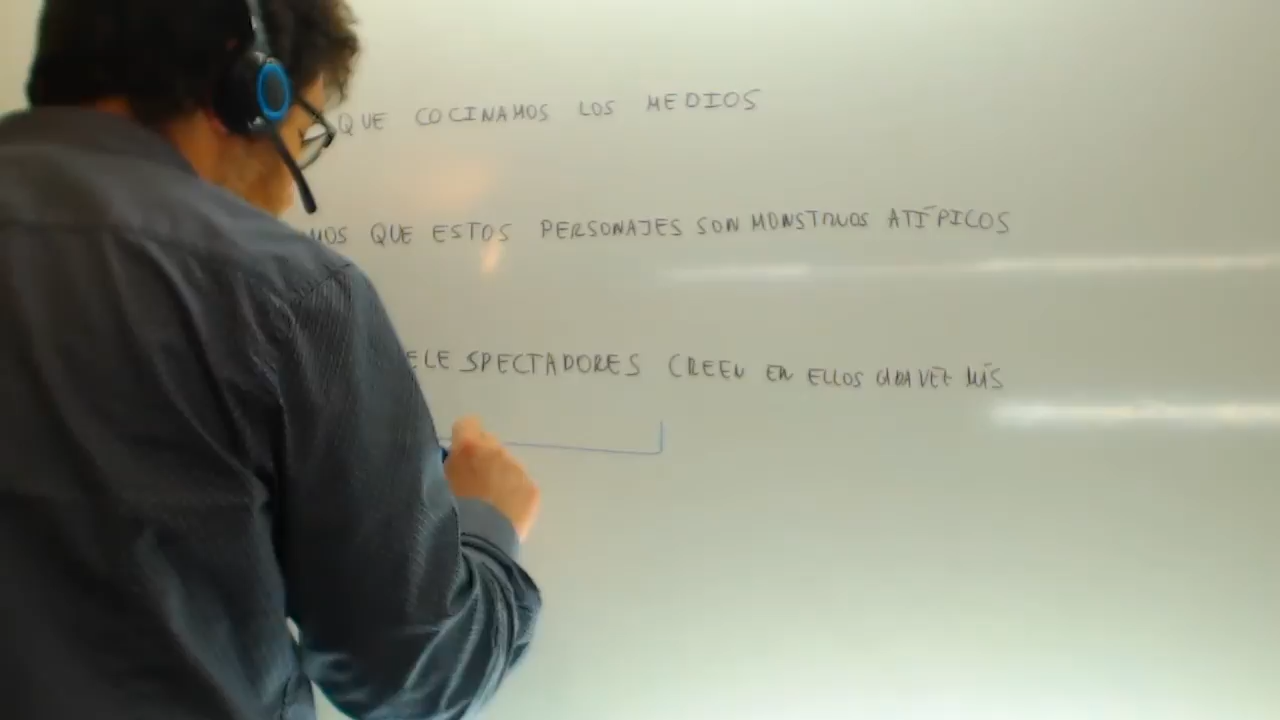 QUE COCINAMOS LOS MEDIOS
MOS QUE ESTOS PERSONAJES SON MONSTRUOS ATÍPICOS
ELESPECTADORES CREEN EN ELLOS CADA VEZ MÁS